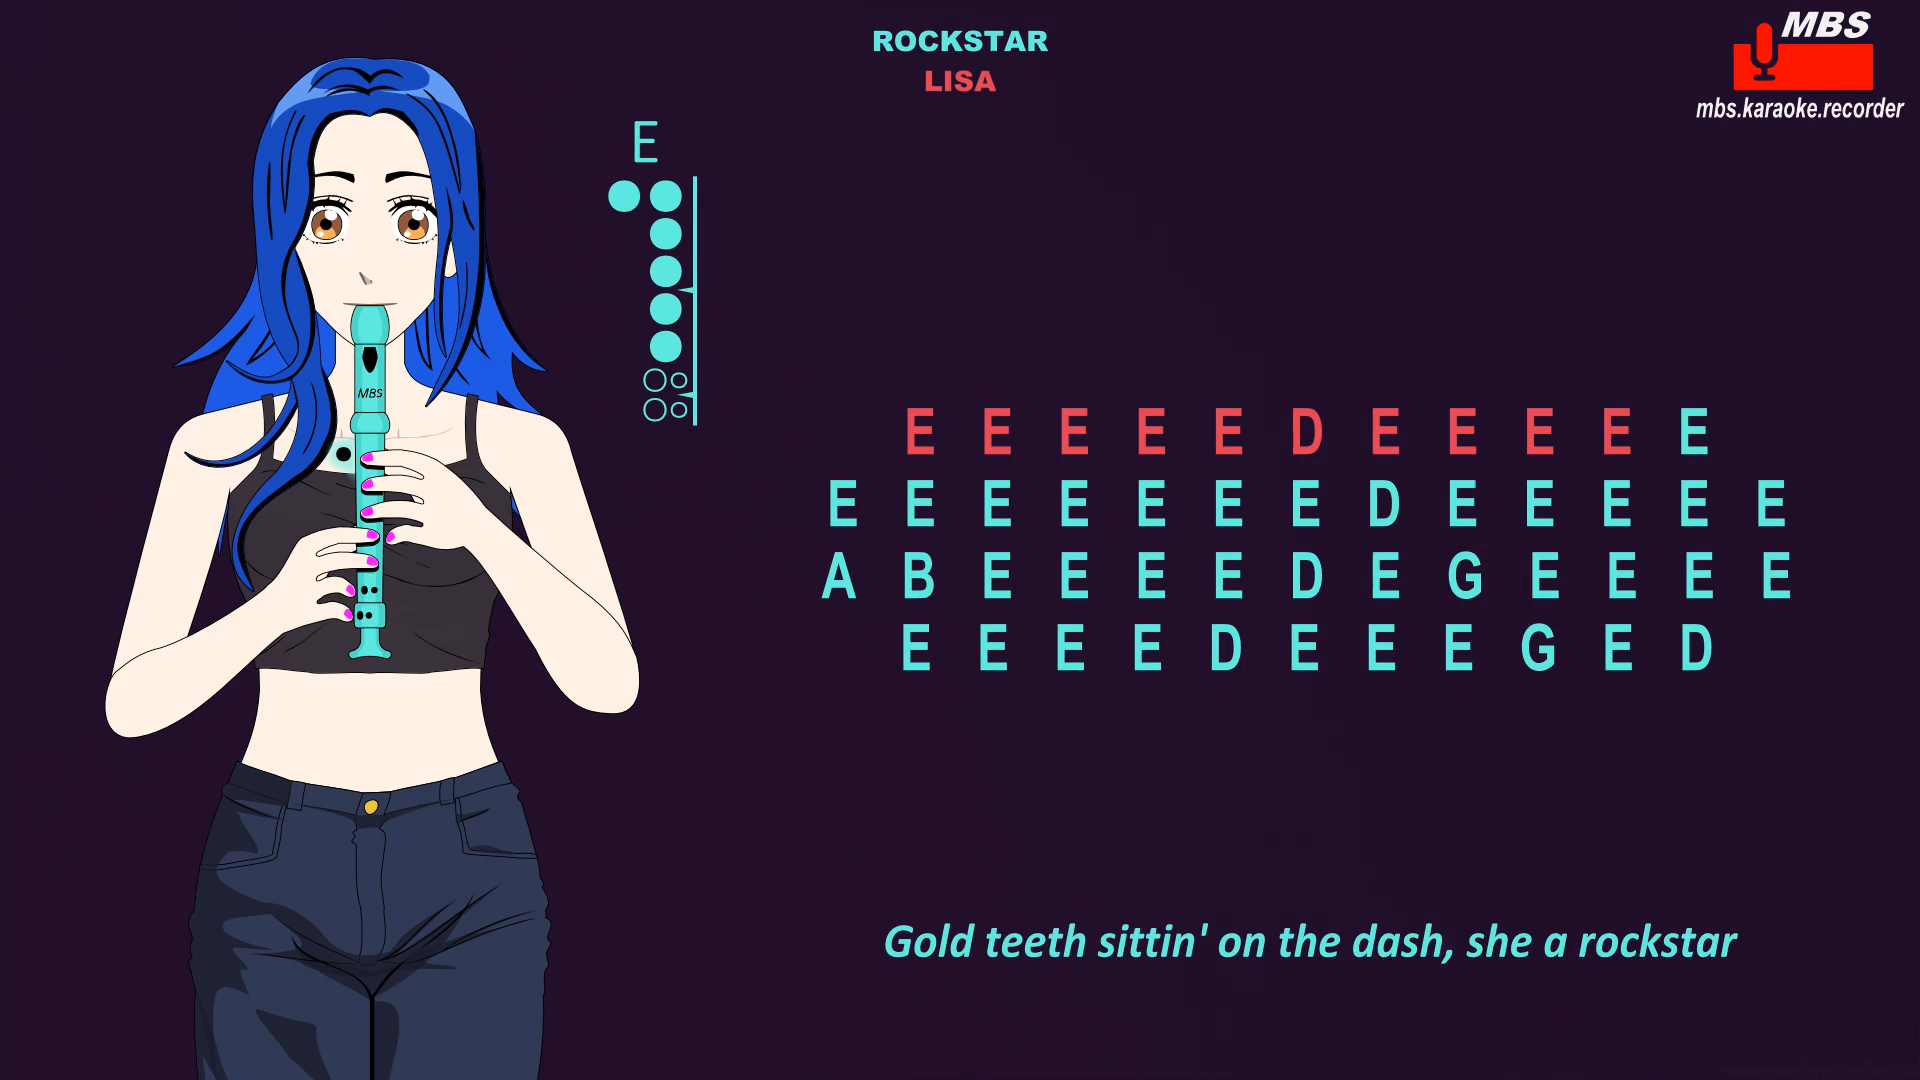 ROCKSTAR
LISA
MBS
mbs.karaoke.recorder
E
MBS
E E E E E D E E E E E
E E E E E E E D E E E E E
A B E E E E D E G E E E E
E E E E D E E E G E D
Gold teeth sittin' on the dash, she a rockstar